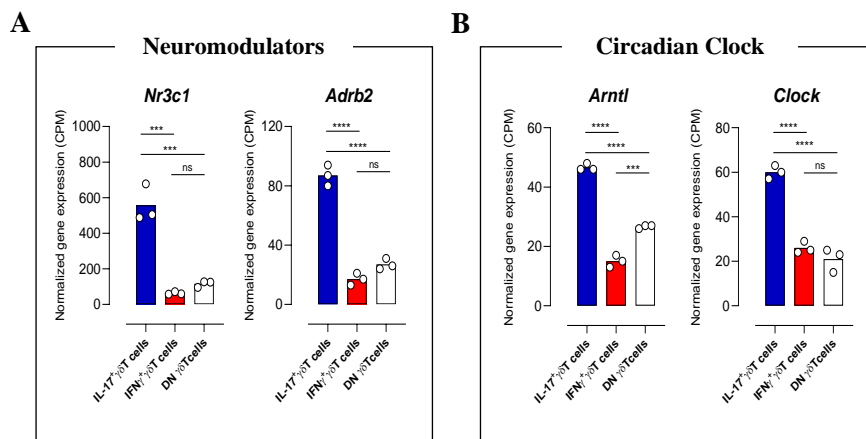 A
Neuromodulators
Nr3c1
Normalized gene expression (CPM)
1000
800
600
400
200
0
***
***
ns
IL-17⁺ γδT cells
IFNγ⁺ γδT cells
DN γδTcells
Adrb2
Normalized gene expression (CPM)
120
80
40
0
****
****
ns
IL-17⁺ γδT cells
IFNγ⁺ γδT cells
DN γδTcells
B
Circadian Clock
Arntl
Normalized gene expression (CPM)
60
40
20
0
****
****
***
IL-17⁺ γδT cells
IFNγ⁺ γδT cells
DN γδTcells
Clock
Normalized gene expression (CPM)
80
60
40
20
0
****
****
ns
IL-17⁺ γδT cells
IFNγ⁺ γδT cells
DN γδTcells